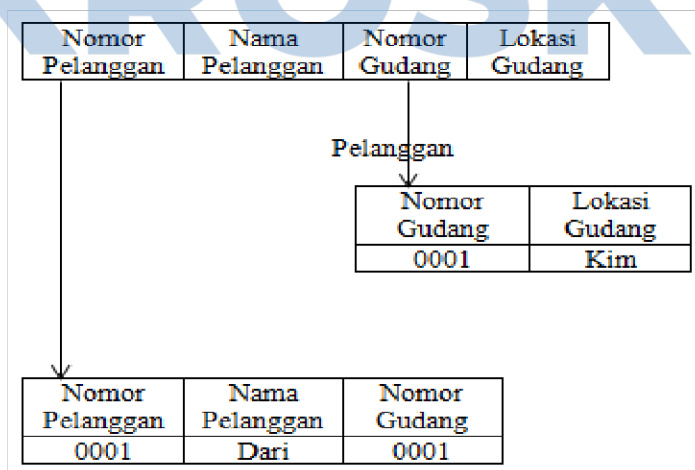 KROSK
Nomor Nama Nomor Lokasi
Pelanggan Pelanggan Gudang Gudang
Pelanggan
Nomor Lokasi
Gudang Gudang
0001 Kim
Nomor Nama Nomor
Pelanggan Pelanggan Gudang
0001 Dari 0001